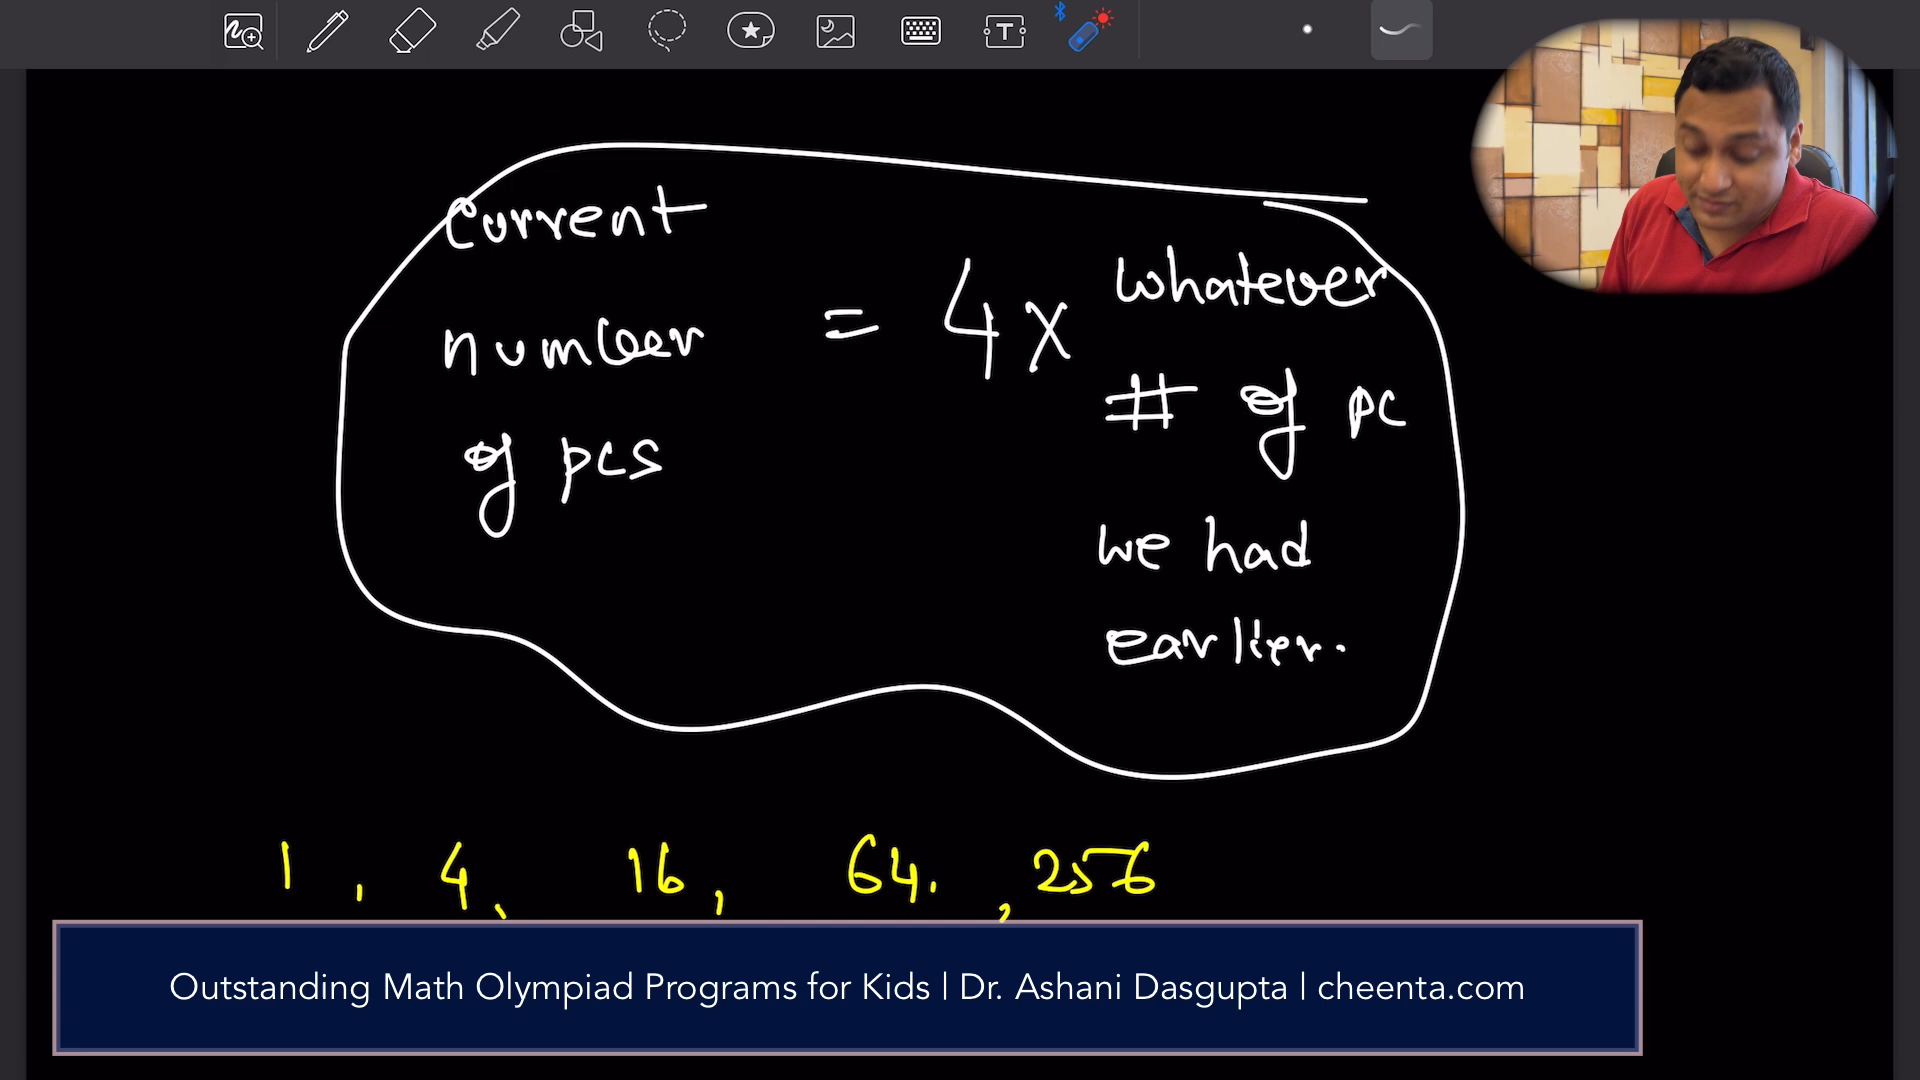 current
number
of pcs
= 4 x
whatever
# of pc
we had
earlier.
1 , 4, 16, 64. , 256
Outstanding Math Olympiad Programs for Kids | Dr. Ashani Dasgupta | cheenta.com